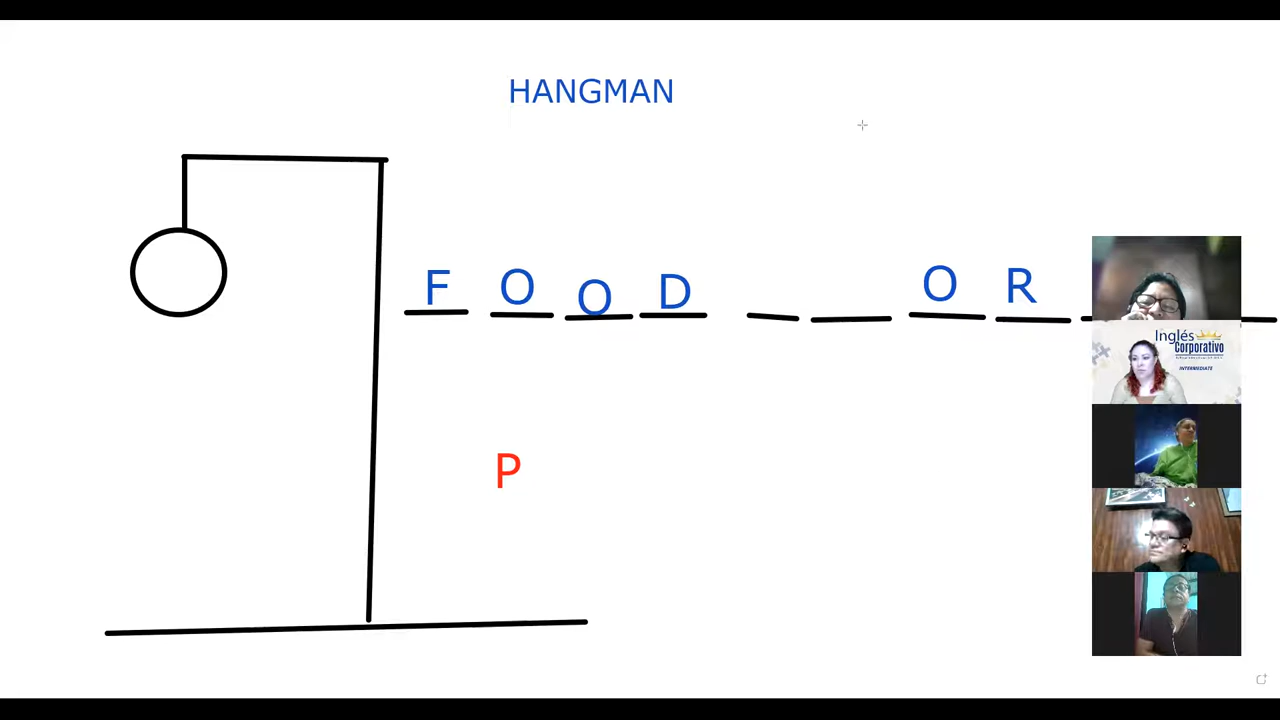 HANGMAN
F O O D O R
P
Inglés
Corporativo
INTERMEDIATE